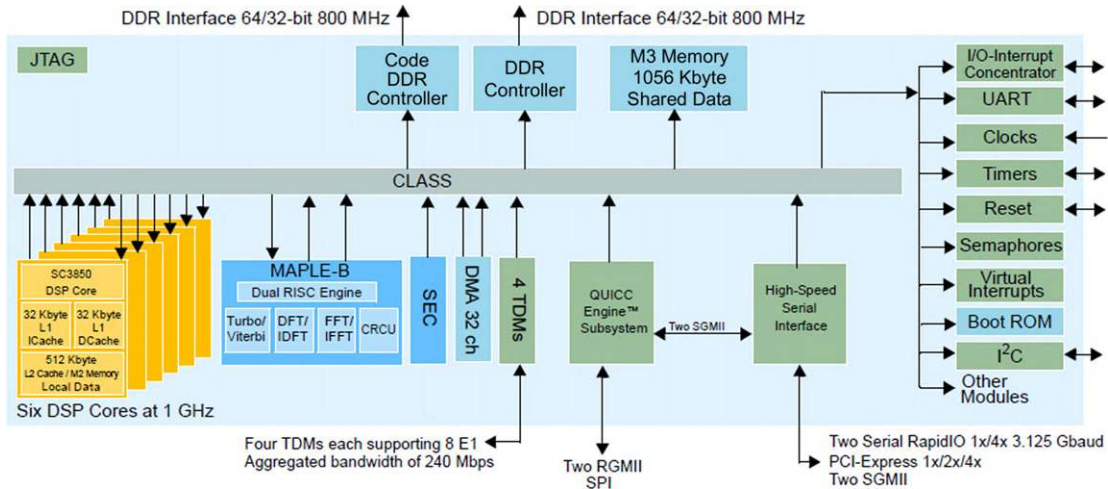 DDR Interface 64/32-bit 800 MHz
DDR Interface 64/32-bit 800 MHz
JTAG
Code
DDR
Controller
DDR
Controller
M3 Memory
1056 Kbyte
Shared Data
I/O-Interrupt
Concentrator
UART
Clocks
Timers
Reset
Semaphores
Virtual
Interrupts
Boot ROM
I²C
Other
Modules
CLASS
SC3850
DSP Core
32 Kbyte
L1
ICache
32 Kbyte
L1
DCache
512 Kbyte
L2 Cache / M2 Memory
Local Data
Six DSP Cores at 1 GHz
MAPLE-B
Dual RISC Engine
Turbo/
Viterbi
DFT/
IDFT
FFT/
IFFT
CRCU
SEC
DMA 32 ch
4 TDMs
QUICC
Engine™
Subsystem
Two SGMII
High-Speed
Serial
Interface
Four TDMs each supporting 8 E1
Aggregated bandwidth of 240 Mbps
Two RGMII
SPI
Two Serial RapidIO 1x/4x 3.125 Gbaud
PCI-Express 1x/2x/4x
Two SGMII